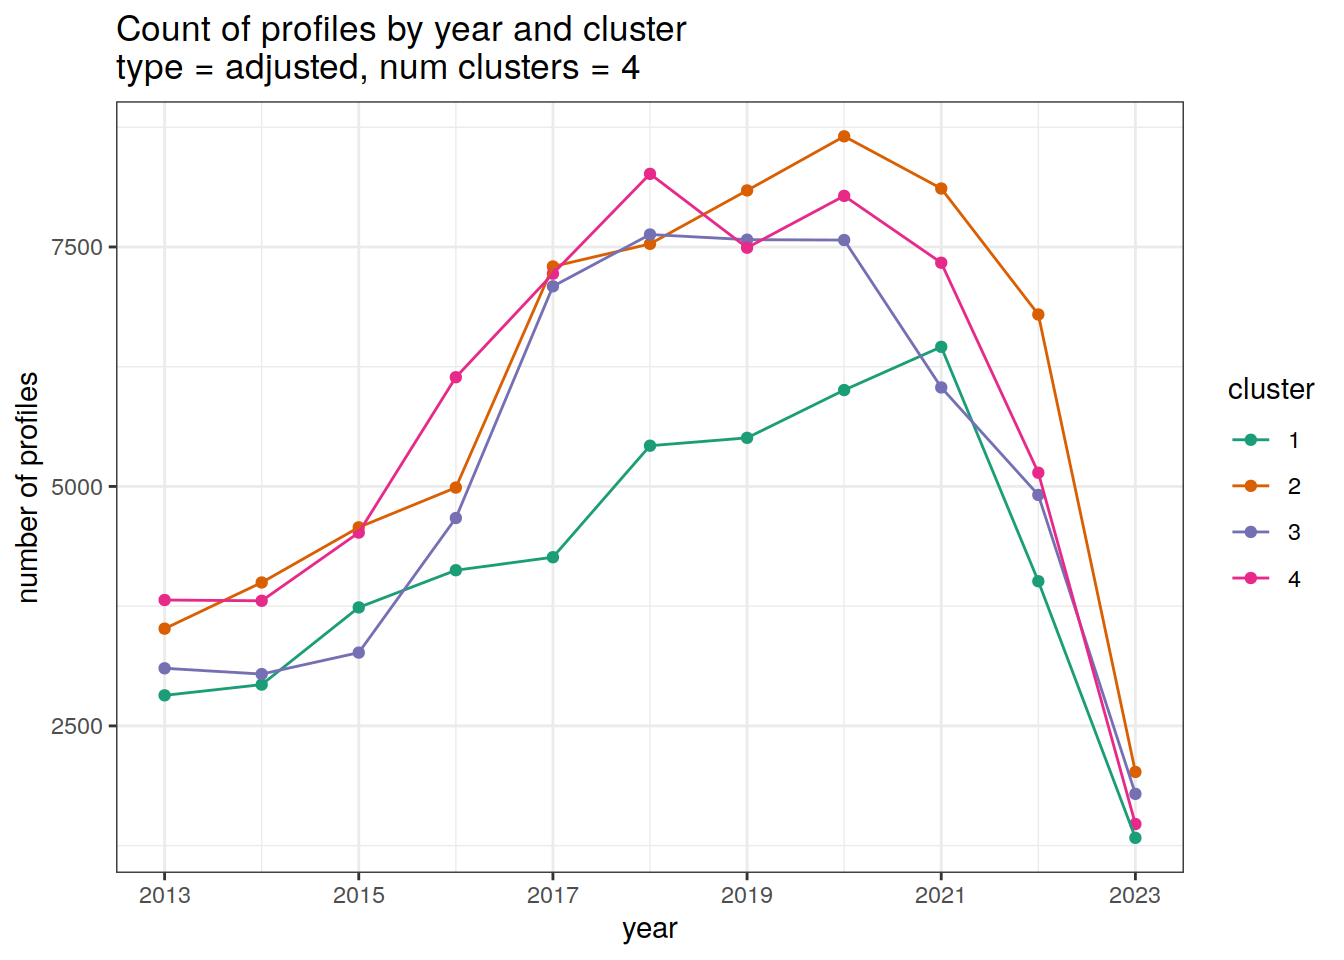 Count of profiles by year and cluster
type = adjusted, num clusters = 4
7500
5000
2500
number of profiles
2013
2015
2017
2019
2021
2023
year
cluster
1
2
3
4